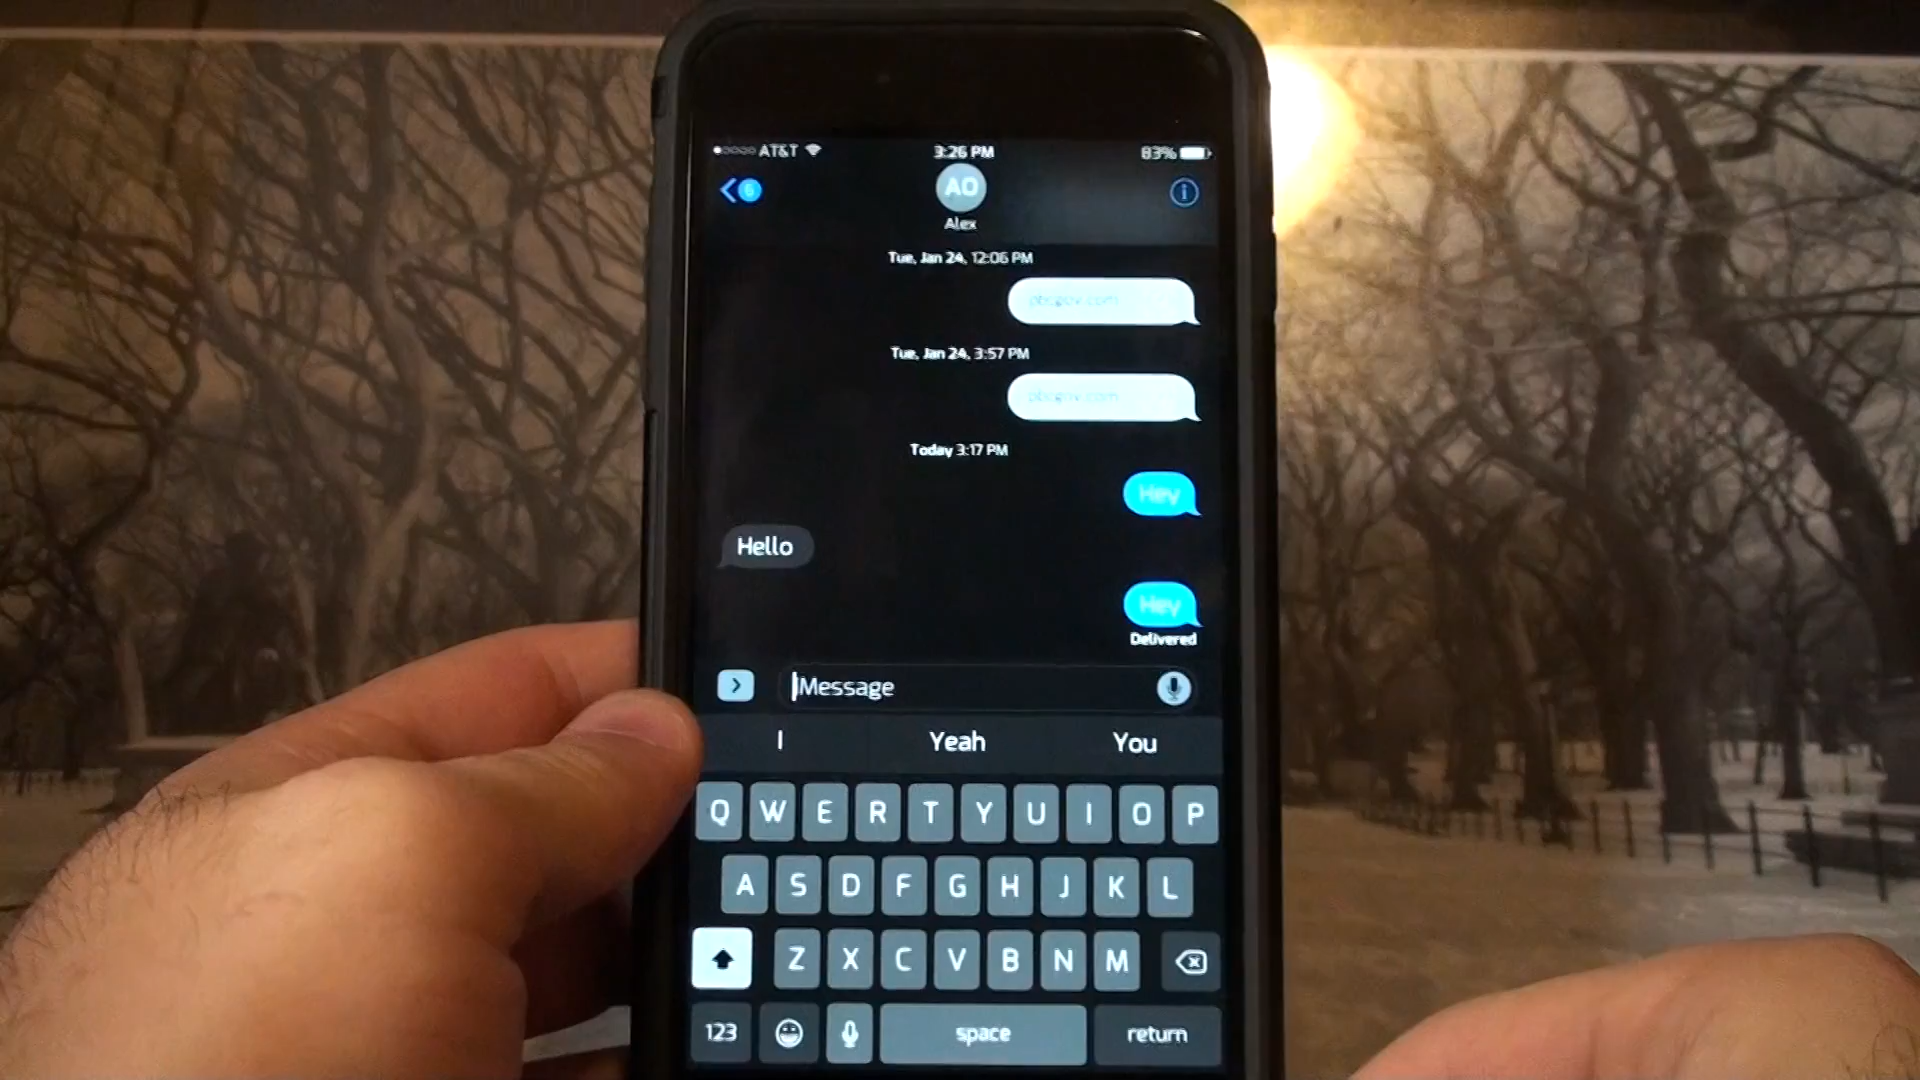 AT&T 3:26 PM 83%
6 AO
Alex
Tue, Jan 24, 12:06 PM
Tue, Jan 24, 3:57 PM
Today 3:17 PM
Hey
Hello
Hey
Delivered
Message
I Yeah You
Q W E R T Y U I O P
A S D F G H J K L
Z X C V B N M
123 space return